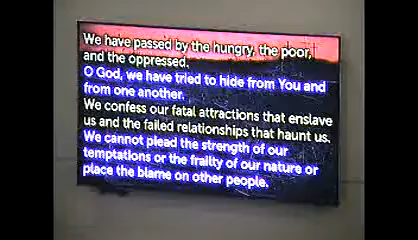 We have passed by the hungry, the poor,
and the oppressed.
O God, we have tried to hide from You and
from one another.
We confess our fatal attractions that enslave
us and the failed relationships that haunt us.
We cannot plead the strength of our
temptations or the frailty of our nature or
place the blame on other people.